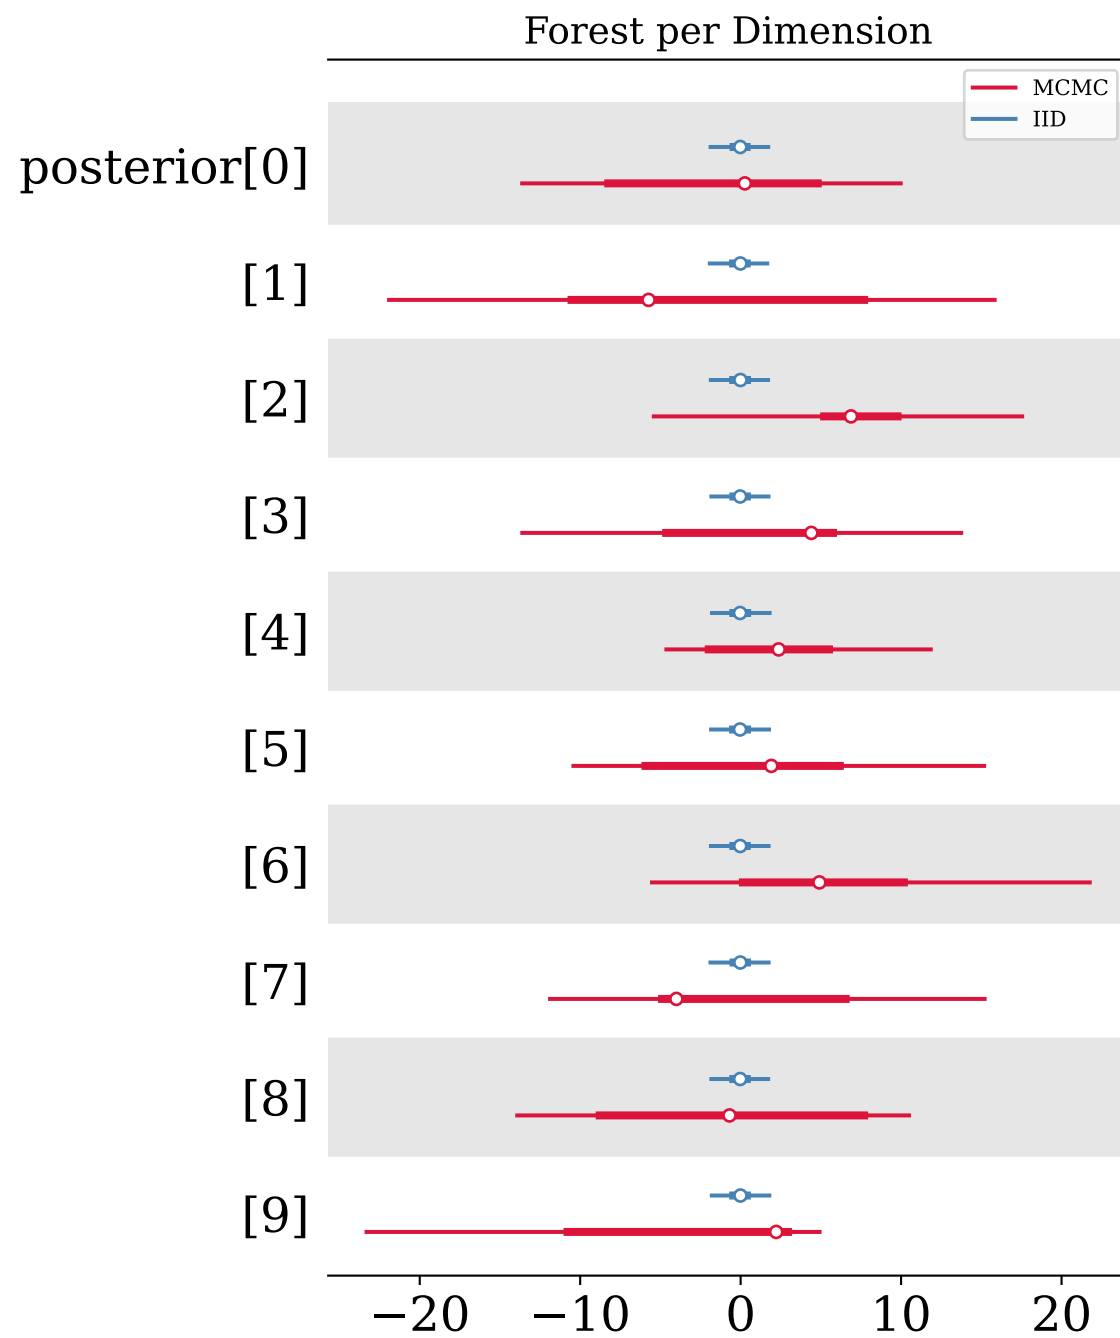 Forest per Dimension
MCMC
IID
posterior[0]
[1]
[2]
[3]
[4]
[5]
[6]
[7]
[8]
[9]
−20 −10 0 10 20